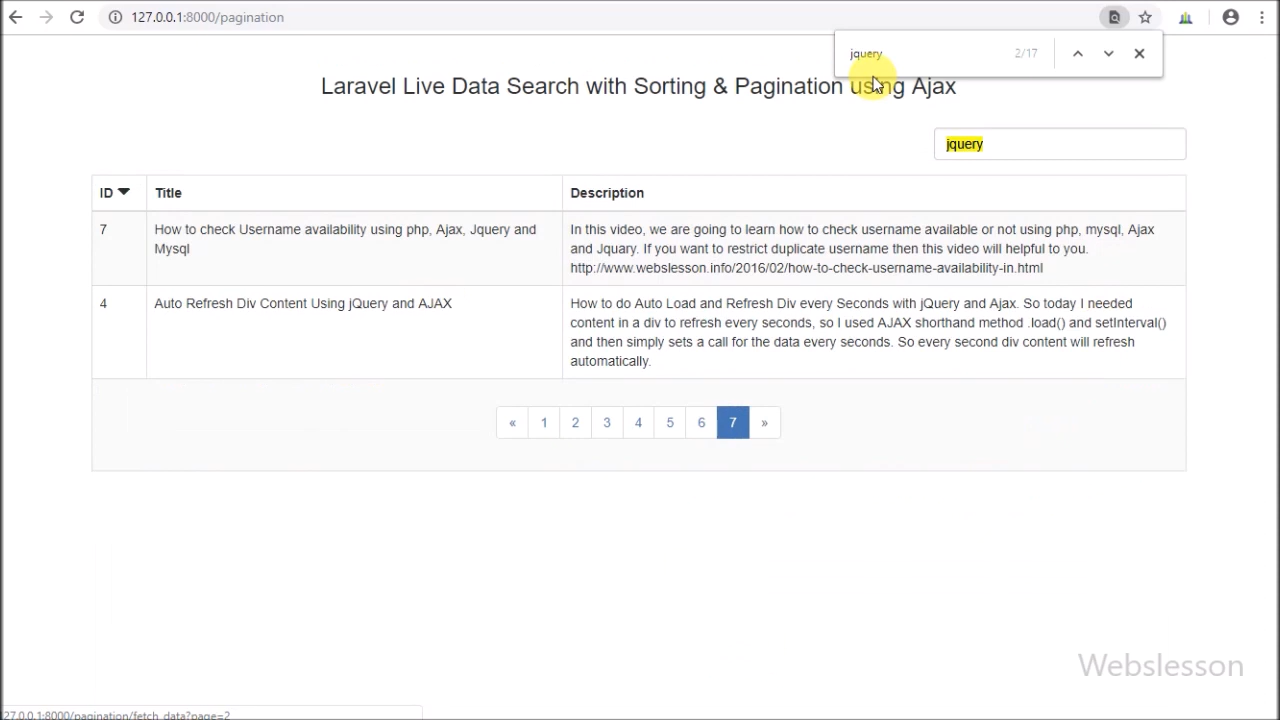 127.0.0.1:8000/pagination
jquery 2/17
Laravel Live Data Search with Sorting & Pagination using Ajax
jquery
ID Title Description
7 How to check Username availability using php, Ajax, Jquery and In this video, we are going to learn how to check username available or not using php, mysql, Ajax
Mysql and Jquary. If you want to restrict duplicate username then this video will helpful to you.
http://www.webslesson.info/2016/02/how-to-check-username-availability-in.html
4 Auto Refresh Div Content Using jQuery and AJAX How to do Auto Load and Refresh Div every Seconds with jQuery and Ajax. So today I needed
content in a div to refresh every seconds, so I used AJAX shorthand method .load() and setInterval()
and then simply sets a call for the data every seconds. So every second div content will refresh
automatically.
« 1 2 3 4 5 6 7 »
Webslesson
27.0.0.1:8000/pagination/fetch_data?page=2